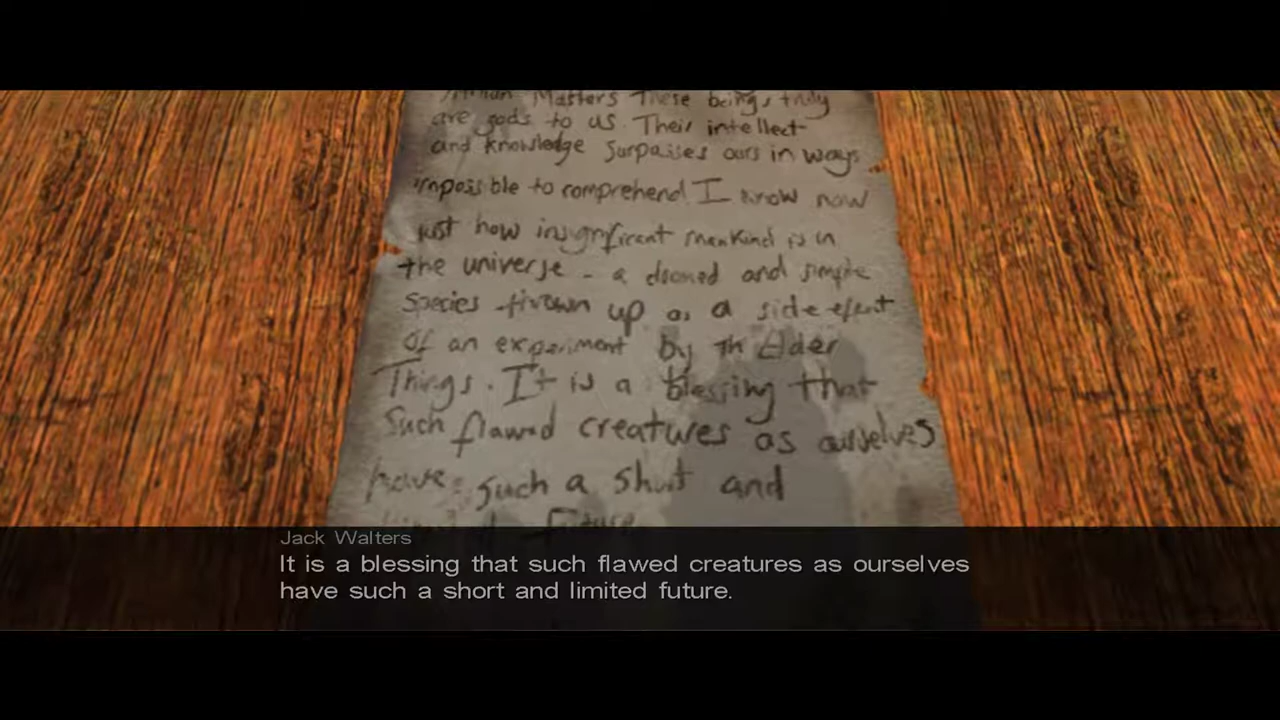 Masters These beings truly
are gods to us. Their intellect
and knowledge Surpasises ours in ways
impossible to comprehend I know now
just how insignificant mankind is in
the universe - a doomed and simple
Species thrown up as a side effect
of an experiment by Th Elder
Things. It is a blessing that
Such flawed creatures as ourselves
have such a short and
Future
Jack Walters
It is a blessing that such flawed creatures as ourselves
have such a short and limited future.